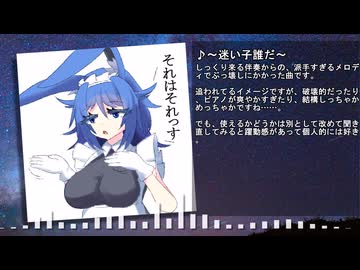 それはそれっす
♪～迷い子誰だ～
しっくり来る伴奏からの、派手すぎるメロデ
ィでぶっ壊しにかかった曲です。
追われてるイメージですが、破壊的だったり
、ピアノが爽やかすぎたり、結構しっちゃか
めっちゃかですね……。
でも、使えるかどうかは別として改めて聞き
直してみると躍動感があって個人的には好き